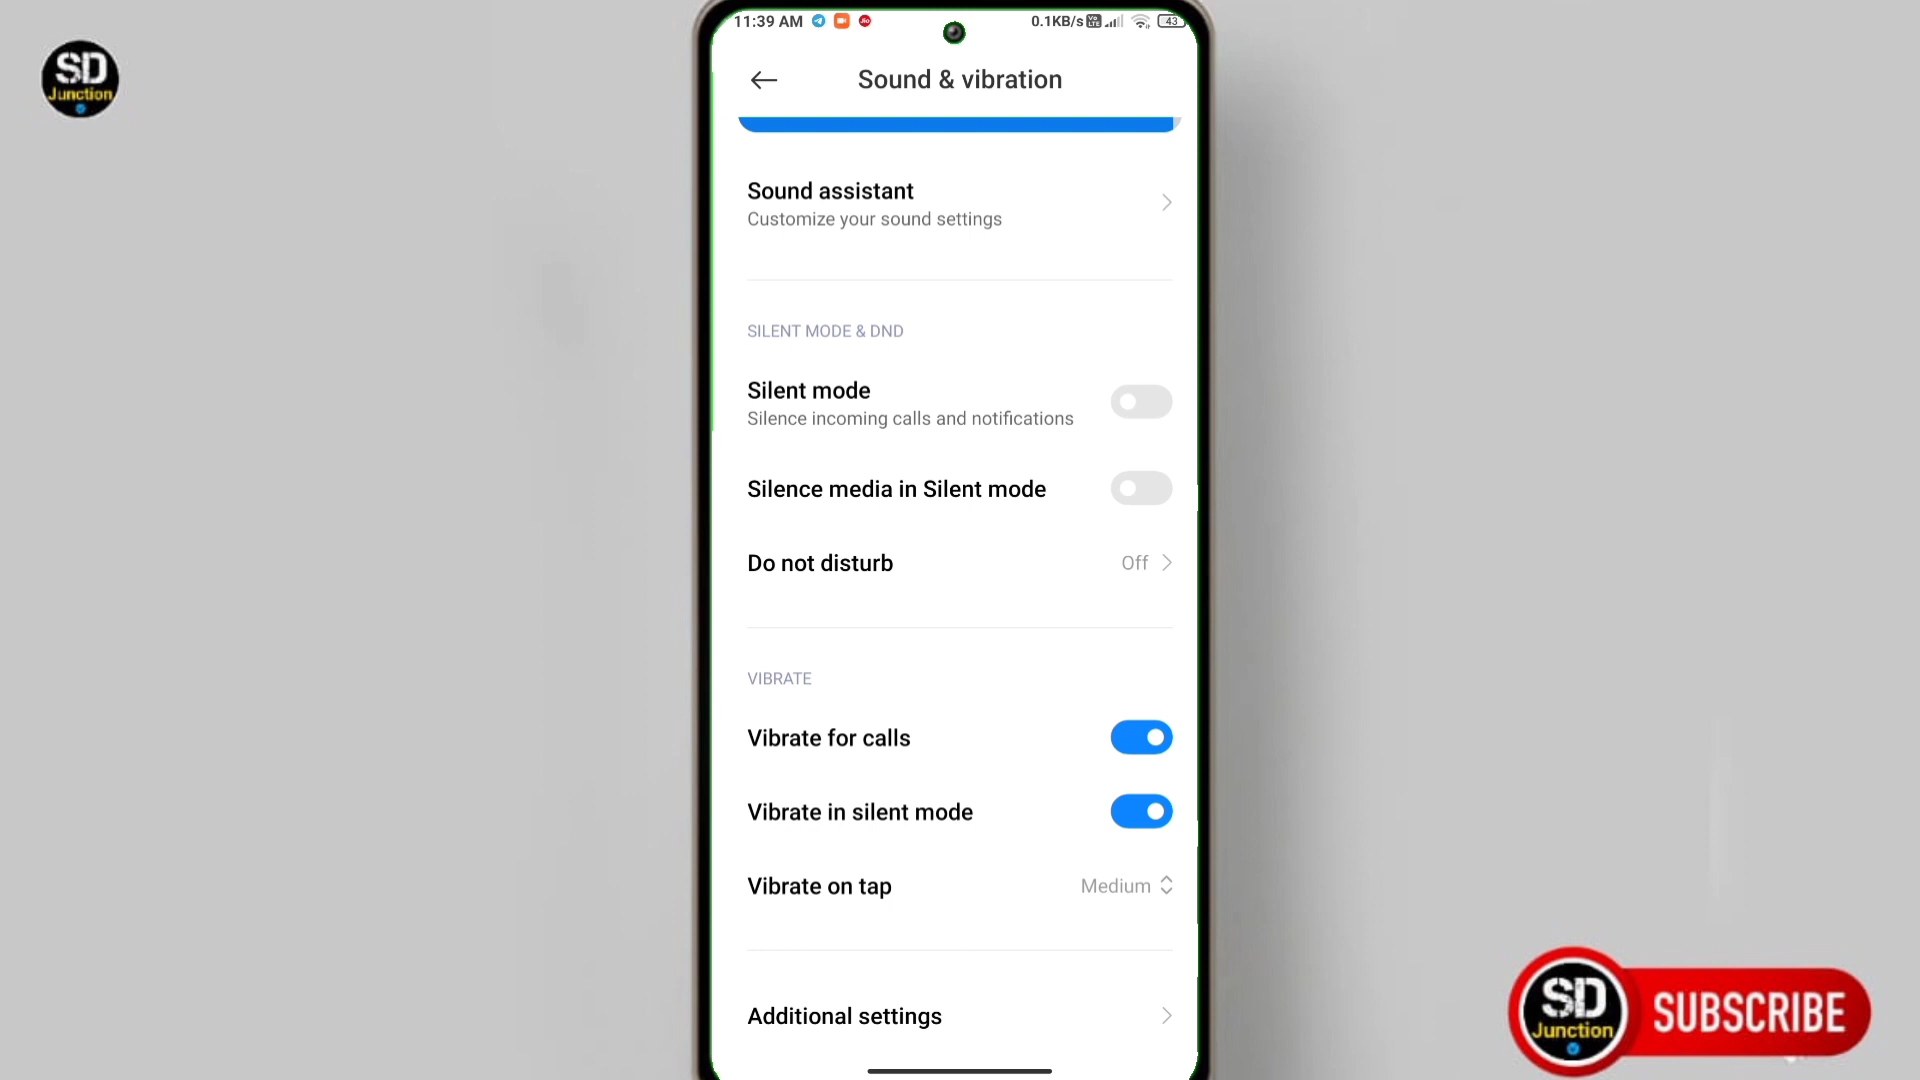 SD
Junction
11:39 AM
0.1KB/s
43
Sound & vibration
Sound assistant
Customize your sound settings
SILENT MODE & DND
Silent mode
Silence incoming calls and notifications
Silence media in Silent mode
Do not disturb
Off
VIBRATE
Vibrate for calls
Vibrate in silent mode
Vibrate on tap
Medium
Additional settings
SD
Junction
SUBSCRIBE